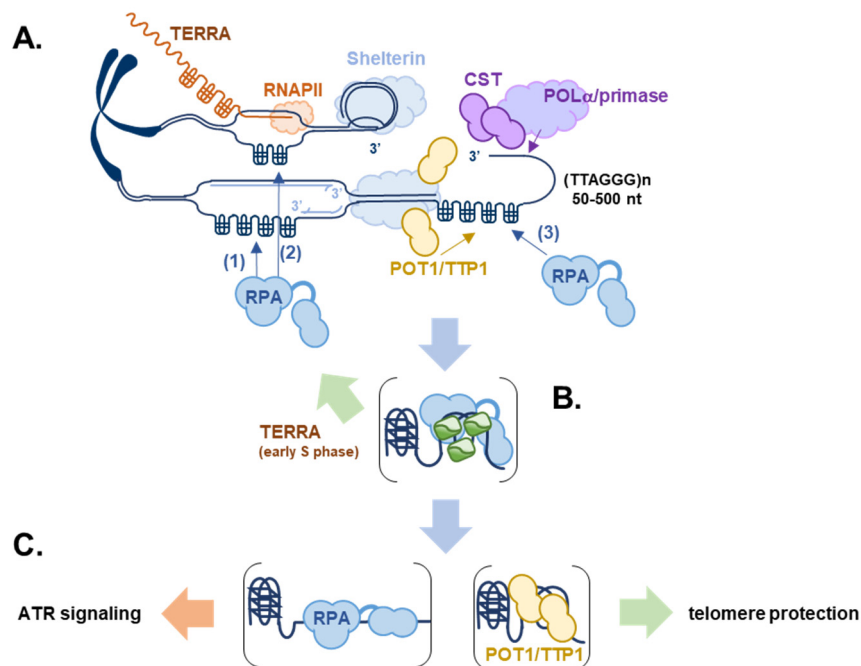 A.
TERRA
Shelterin
RNAPII
CST
POLα/primase
3'
3'
(TTAGGG)n
50-500 nt
3'
3'
(1)
(2)
(3)
POT1/TTP1
RPA
RPA
B.
TERRA
(early S phase)
C.
ATR signaling
RPA
POT1/TTP1
telomere protection